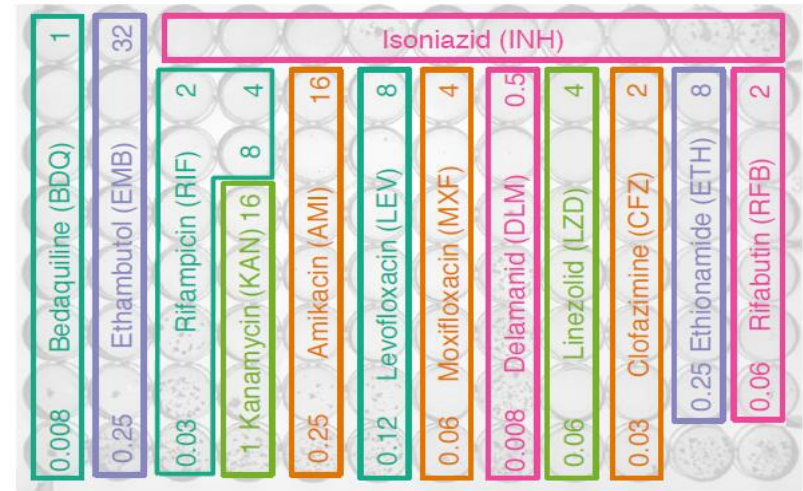 Isoniazid (INH)
1
Bedaquiline (BDQ)
0.008
32
Ethambutol (EMB)
0.25
2
Rifampicin (RIF)
0.03
4
8
1 Kanamycin (KAN) 16
16
Amikacin (AMI)
0.25
8
Levofloxacin (LEV)
0.12
4
Moxifloxacin (MXF)
0.06
0.5
Delamanid (DLM)
0.008
4
Linezolid (LZD)
0.06
2
Clofazimine (CFZ)
0.03
8
0.25 Ethionamide (ETH)
2
Rifabutin (RFB)
0.06